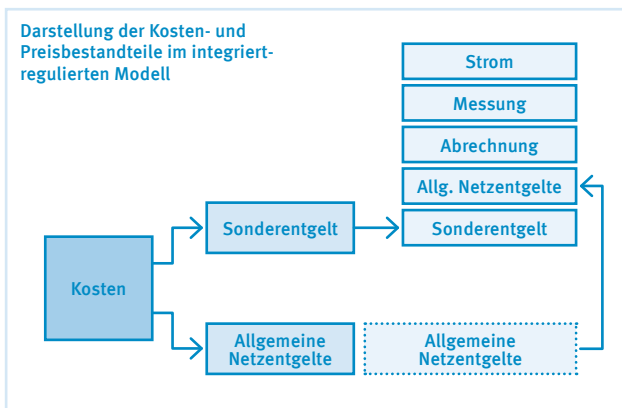 Darstellung der Kosten- und
Preisbestandteile im integriert-
regulierten Modell
Strom
Messung
Abrechnung
Allg. Netzentgelte
Sonderentgelt
Sonderentgelt
Kosten
Allgemeine
Netzentgelte
Allgemeine
Netzentgelte